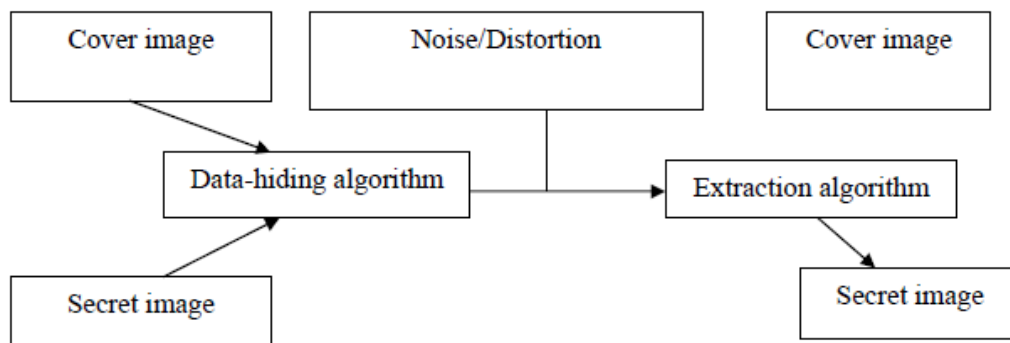 Cover image
Noise/Distortion
Cover image
Data-hiding algorithm
Extraction algorithm
Secret image
Secret image